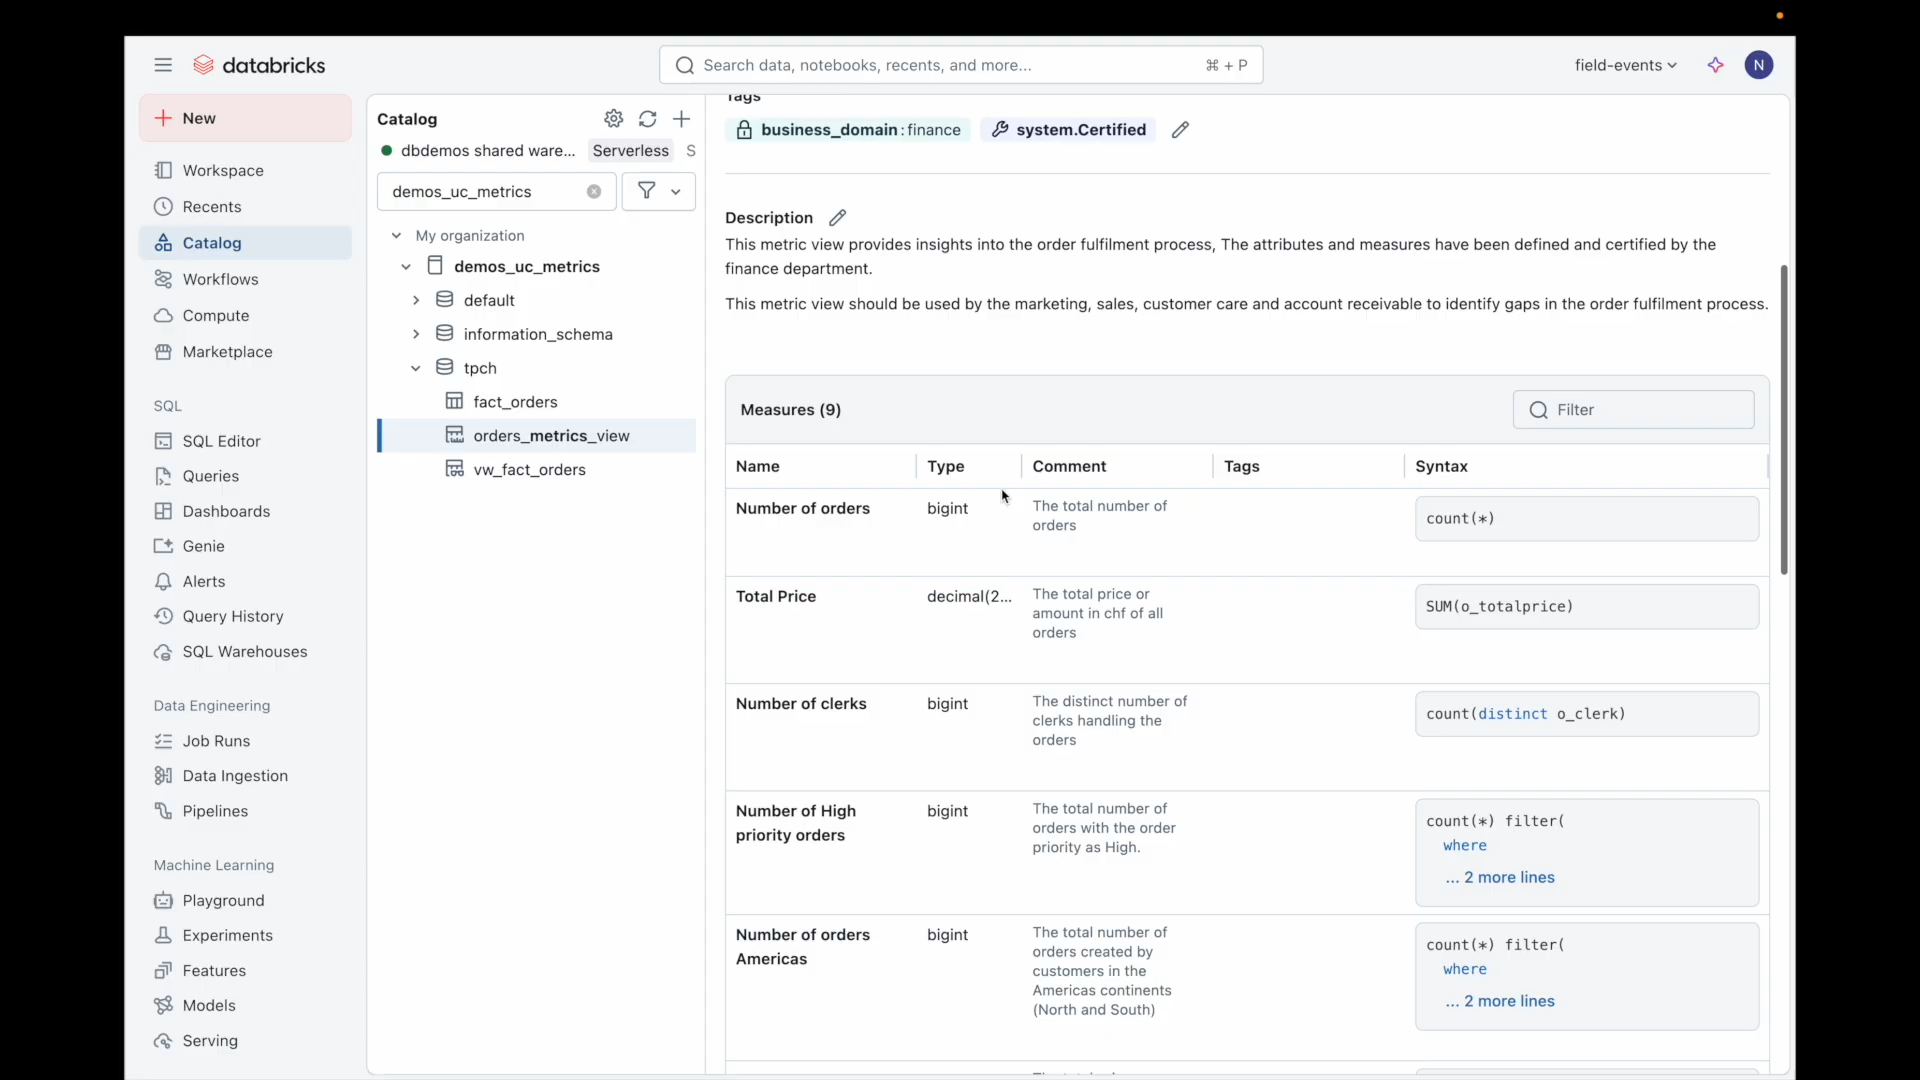 databricks
Search data, notebooks, recents, and more...
⌘ + P
field-events
N
New
Workspace
Recents
Catalog
Workflows
Compute
Marketplace
SQL
SQL Editor
Queries
Dashboards
Genie
Alerts
Query History
SQL Warehouses
Data Engineering
Job Runs
Data Ingestion
Pipelines
Machine Learning
Playground
Experiments
Features
Models
Serving
Catalog
dbdemos shared ware...
Serverless
S
demos_uc_metrics
My organization
demos_uc_metrics
default
information_schema
tpch
fact_orders
orders_metrics_view
vw_fact_orders
Tags
business_domain : finance
system.Certified
Description
This metric view provides insights into the order fulfilment process, The attributes and measures have been defined and certified by the
finance department.
This metric view should be used by the marketing, sales, customer care and account receivable to identify gaps in the order fulfilment process.
Measures (9)
Filter
Name Type Comment Tags Syntax
Number of orders
bigint
The total number of
orders
count(*)
Total Price
decimal(2...
The total price or
amount in chf of all
orders
SUM(o_totalprice)
Number of clerks
bigint
The distinct number of
clerks handling the
orders
count(distinct o_clerk)
Number of High
priority orders
bigint
The total number of
orders with the order
priority as High.
count(*) filter(
where
... 2 more lines
Number of orders
Americas
bigint
The total number of
orders created by
customers in the
Americas continents
(North and South)
count(*) filter(
where
... 2 more lines